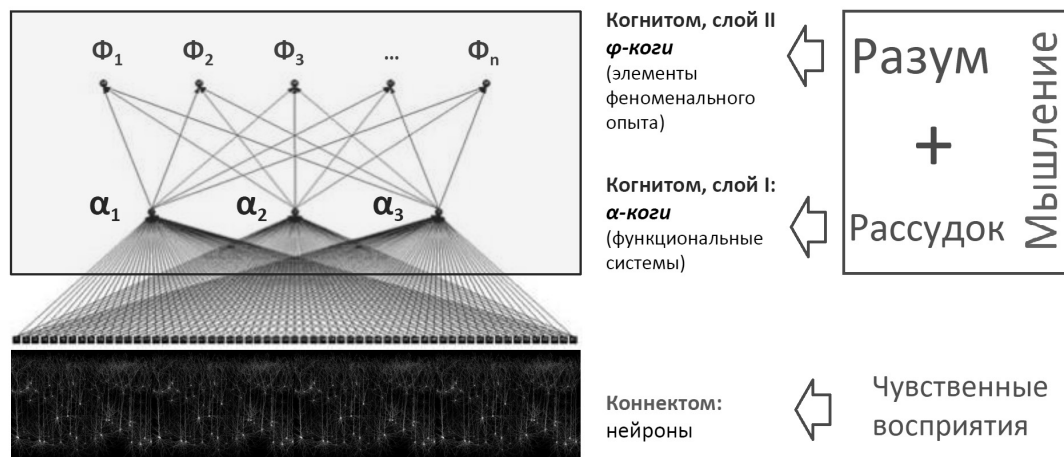 Φ1 Φ2 Φ3 ... Φn
α1 α2 α3
Когнитом, слой II
φ-коги
(элементы
феноменального
опыта)
Когнитом, слой I:
α-коги
(функциональные
системы)
Коннектом:
нейроны
Разум
+
Рассудок
Мышление
Чувственные
восприятия